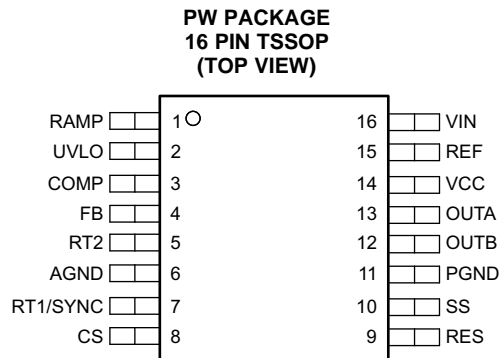 PW PACKAGE
16 PIN TSSOP
(TOP VIEW)
RAMP 1 16 VIN
UVLO 2 15 REF
COMP 3 14 VCC
FB 4 13 OUTA
RT2 5 12 OUTB
AGND 6 11 PGND
RT1/SYNC 7 10 SS
CS 8 9 RES